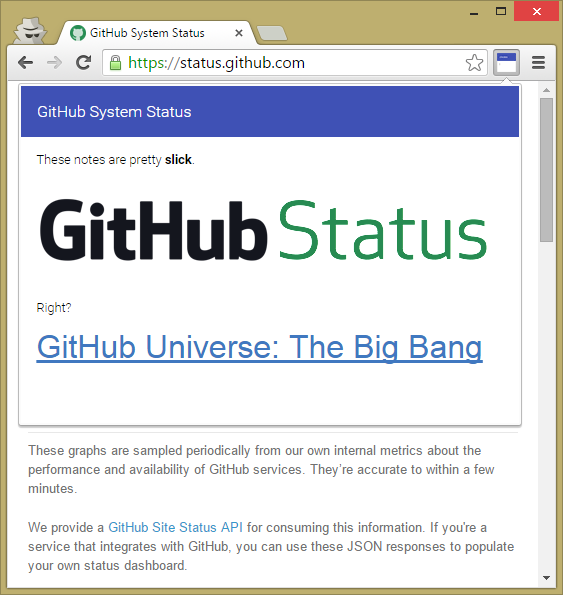 GitHub System Status
https://status.github.com
GitHub System Status
These notes are pretty slick.
GitHub Status
Right?
GitHub Universe: The Big Bang
These graphs are sampled periodically from our own internal metrics about the
performance and availability of GitHub services. They're accurate to within a few
minutes.
We provide a GitHub Site Status API for consuming this information. If you're a
service that integrates with GitHub, you can use these JSON responses to populate
your own status dashboard.